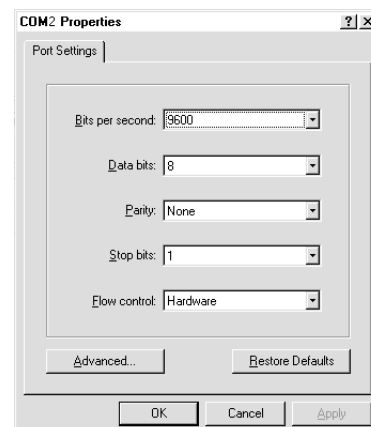 COM2 Properties ? x
Port Settings
Bits per second: 9600
Data bits: 8
Parity: None
Stop bits: 1
Flow control: Hardware
Advanced... Restore Defaults
OK Cancel Apply